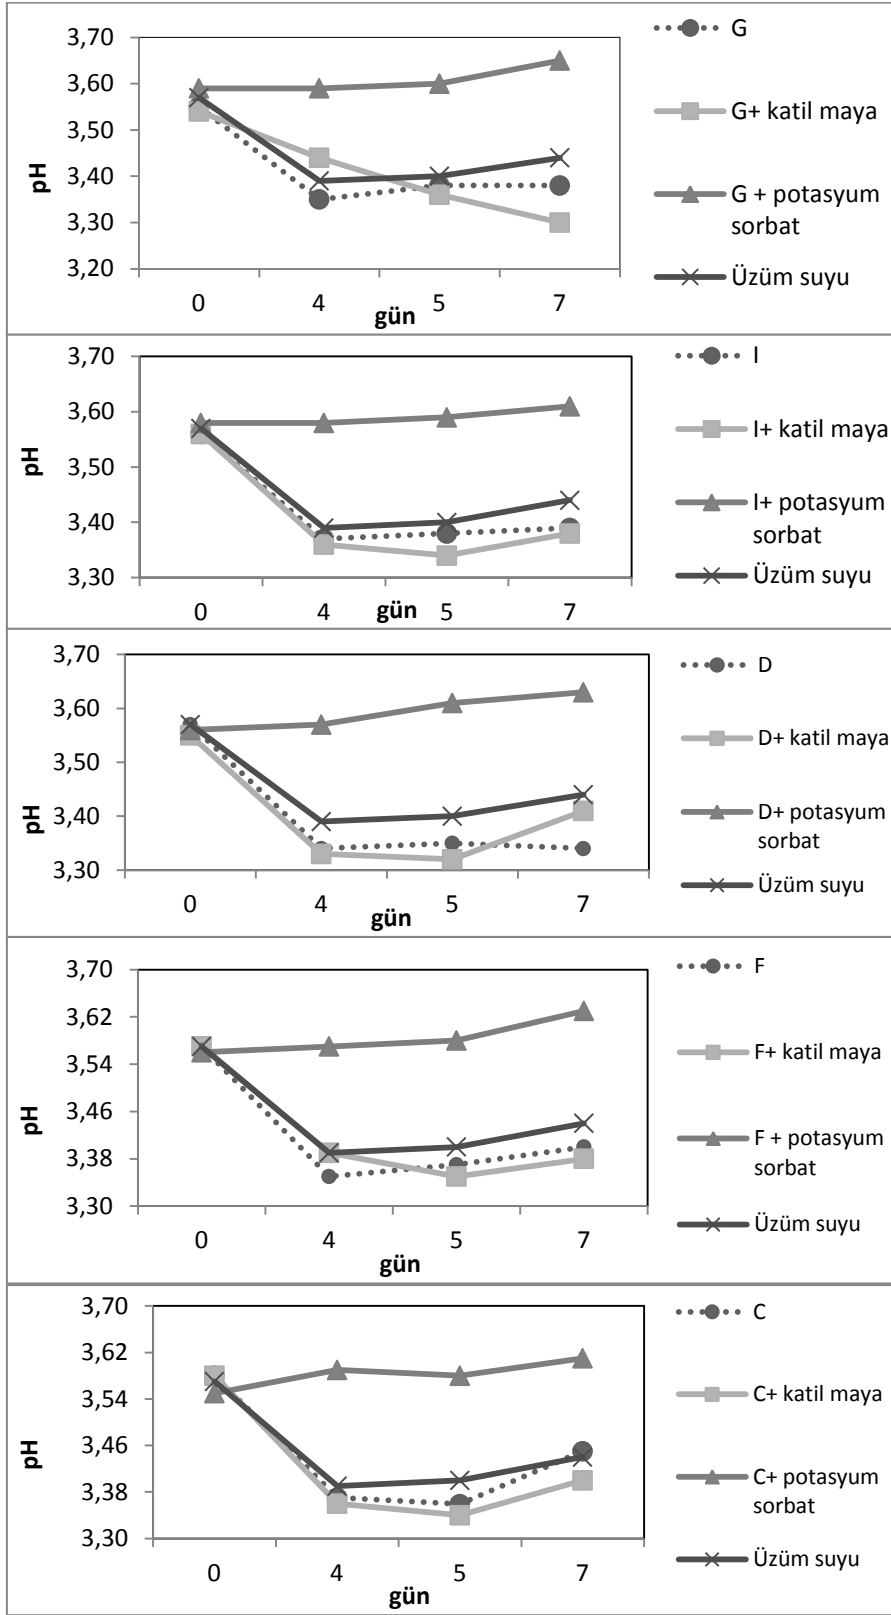 3,70
3,60
3,50
3,40
3,30
3,20
pH
0 4 5 7
gün
G
G+ katil maya
G + potasyum
sorbat
Üzüm suyu
3,70
3,60
3,50
3,40
3,30
pH
0 4 5 7
gün
I
I+ katil maya
I+ potasyum
sorbat
Üzüm suyu
3,70
3,60
3,50
3,40
3,30
pH
0 4 5 7
gün
D
D+ katil maya
D+ potasyum
sorbat
Üzüm suyu
3,70
3,62
3,54
3,46
3,38
3,30
pH
0 4 5 7
gün
F
F+ katil maya
F + potasyum
sorbat
Üzüm suyu
3,70
3,62
3,54
3,46
3,38
3,30
pH
0 4 5 7
gün
C
C+ katil maya
C+ potasyum
sorbat
Üzüm suyu